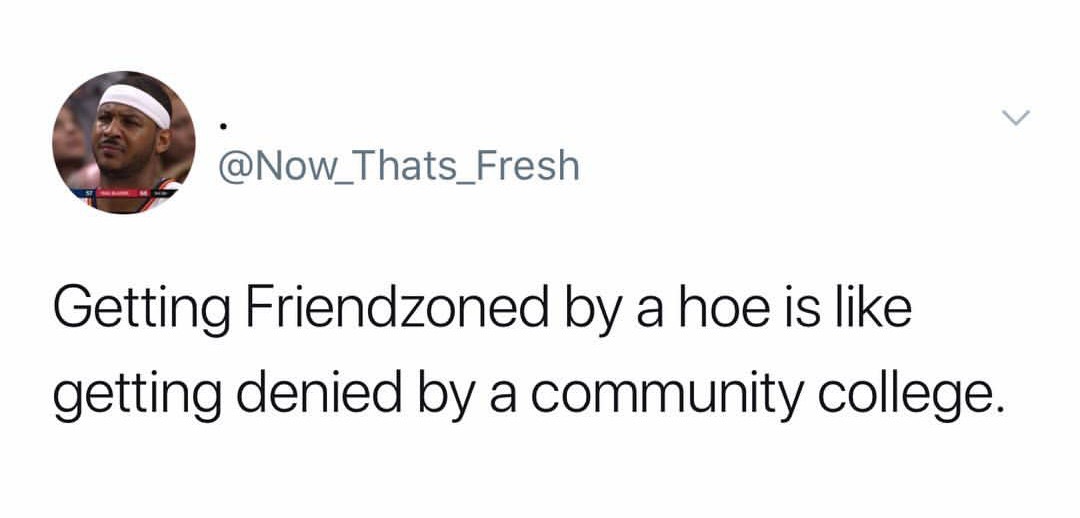 .
@Now_Thats_Fresh
Getting Friendzoned by a hoe is like
getting denied by a community college.